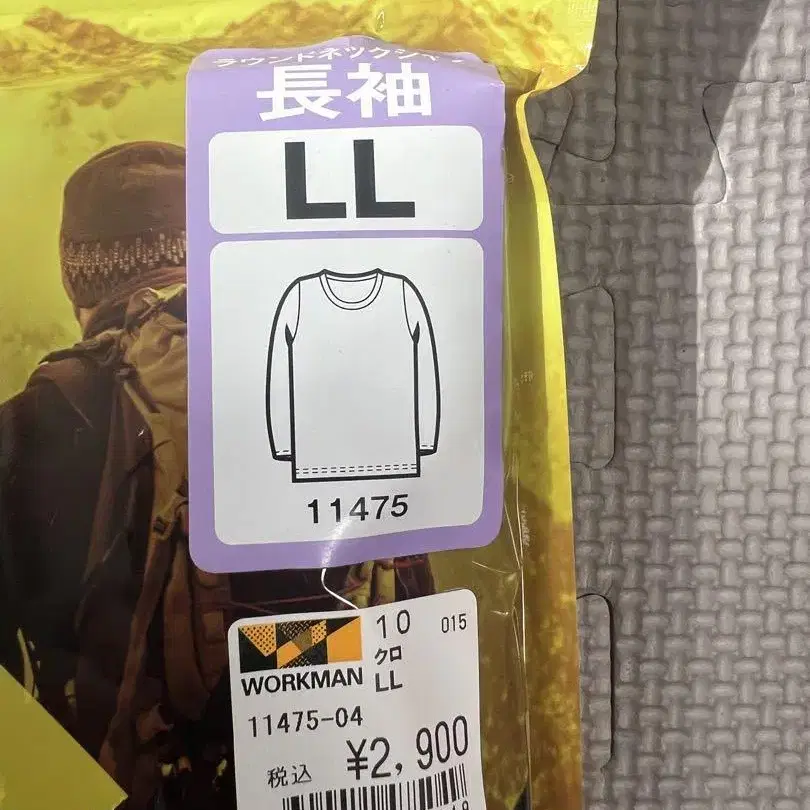 ラウンドネックシャツ
長袖
LL
11475
WORKMAN
10 015
クロ
LL
11475-04
税込 ¥2,900